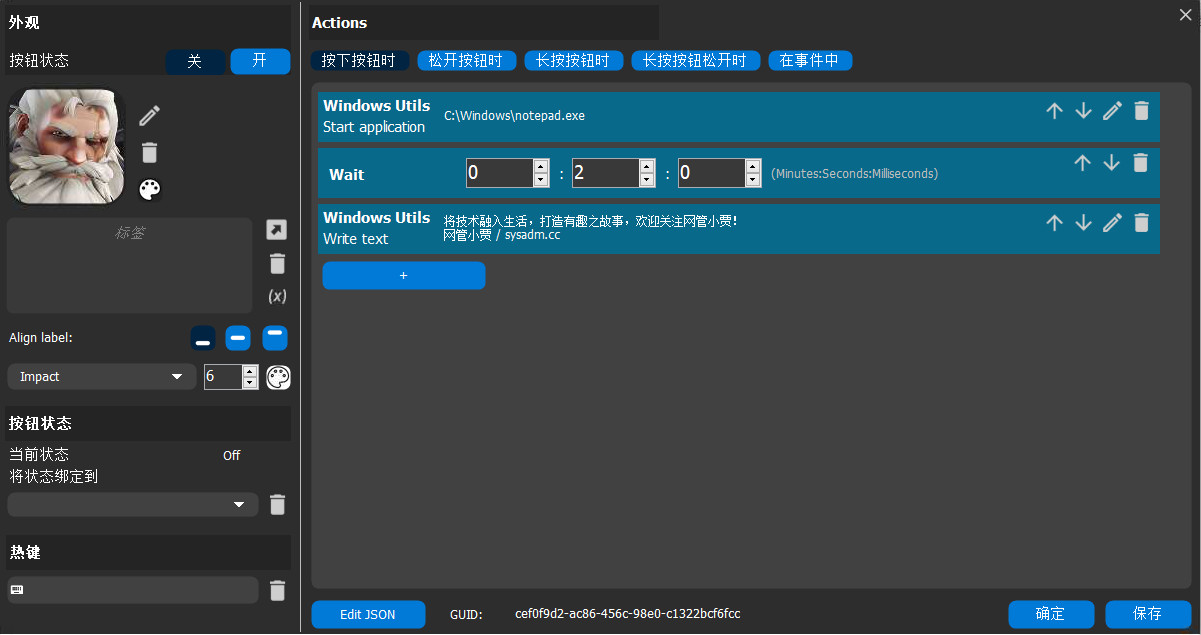 外观
按钮状态
关
开
标签
(x)
Align label:
Impact
6
按钮状态
当前状态
Off
将状态绑定到
热键
Actions
按下按钮时
松开按钮时
长按按钮时
长按按钮松开时
在事件中
Windows Utils
Start application
C:\Windows\notepad.exe
Wait
0 : 2 : 0 (Minutes:Seconds:Milliseconds)
Windows Utils
Write text
将技术融入生活，打造有趣之故事，欢迎关注网管小贾！
网管小贾 / sysadm.cc
+
Edit JSON
GUID:
cef0f9d2-ac86-456c-98e0-c1322bcf6fcc
确定
保存